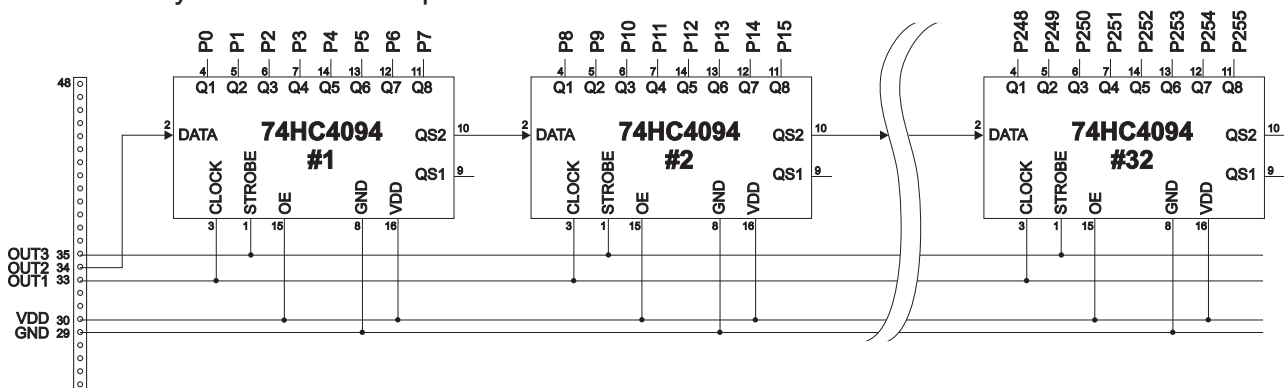 P0 P1 P2 P3 P4 P5 P6 P7
4 5 6 7 14 13 12 11
Q1 Q2 Q3 Q4 Q5 Q6 Q7 Q8
2 DATA 74HC4094 QS2 10
#1
QS1 9
CLOCK STROBE OE GND VDD
3 1 15 8 16
P8 P9 P10 P11 P12 P13 P14 P15
4 5 6 7 14 13 12 11
Q1 Q2 Q3 Q4 Q5 Q6 Q7 Q8
2 DATA 74HC4094 QS2 10
#2
QS1 9
CLOCK STROBE OE GND VDD
3 1 15 8 16
P248 P249 P250 P251 P252 P253 P254 P255
4 5 6 7 14 13 12 11
Q1 Q2 Q3 Q4 Q5 Q6 Q7 Q8
2 DATA 74HC4094 QS2 10
#32
QS1 9
CLOCK STROBE OE GND VDD
3 1 15 8 16
48
OUT3 35
OUT2 34
OUT1 33
VDD 30
GND 29